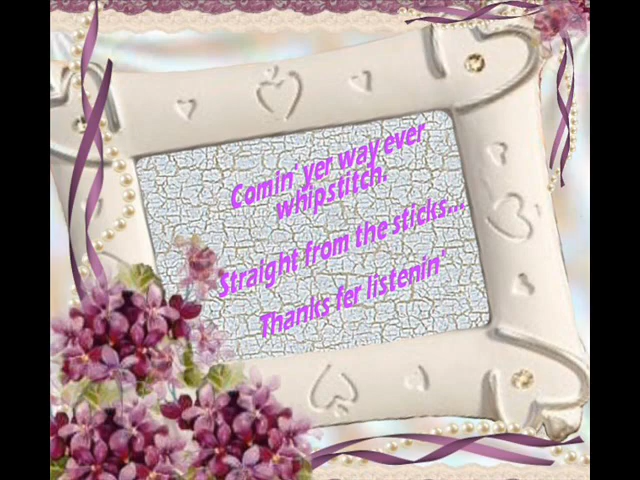 Comin' yer way ever
whipstitch.
Straight from the sticks...
Thanks fer listenin'